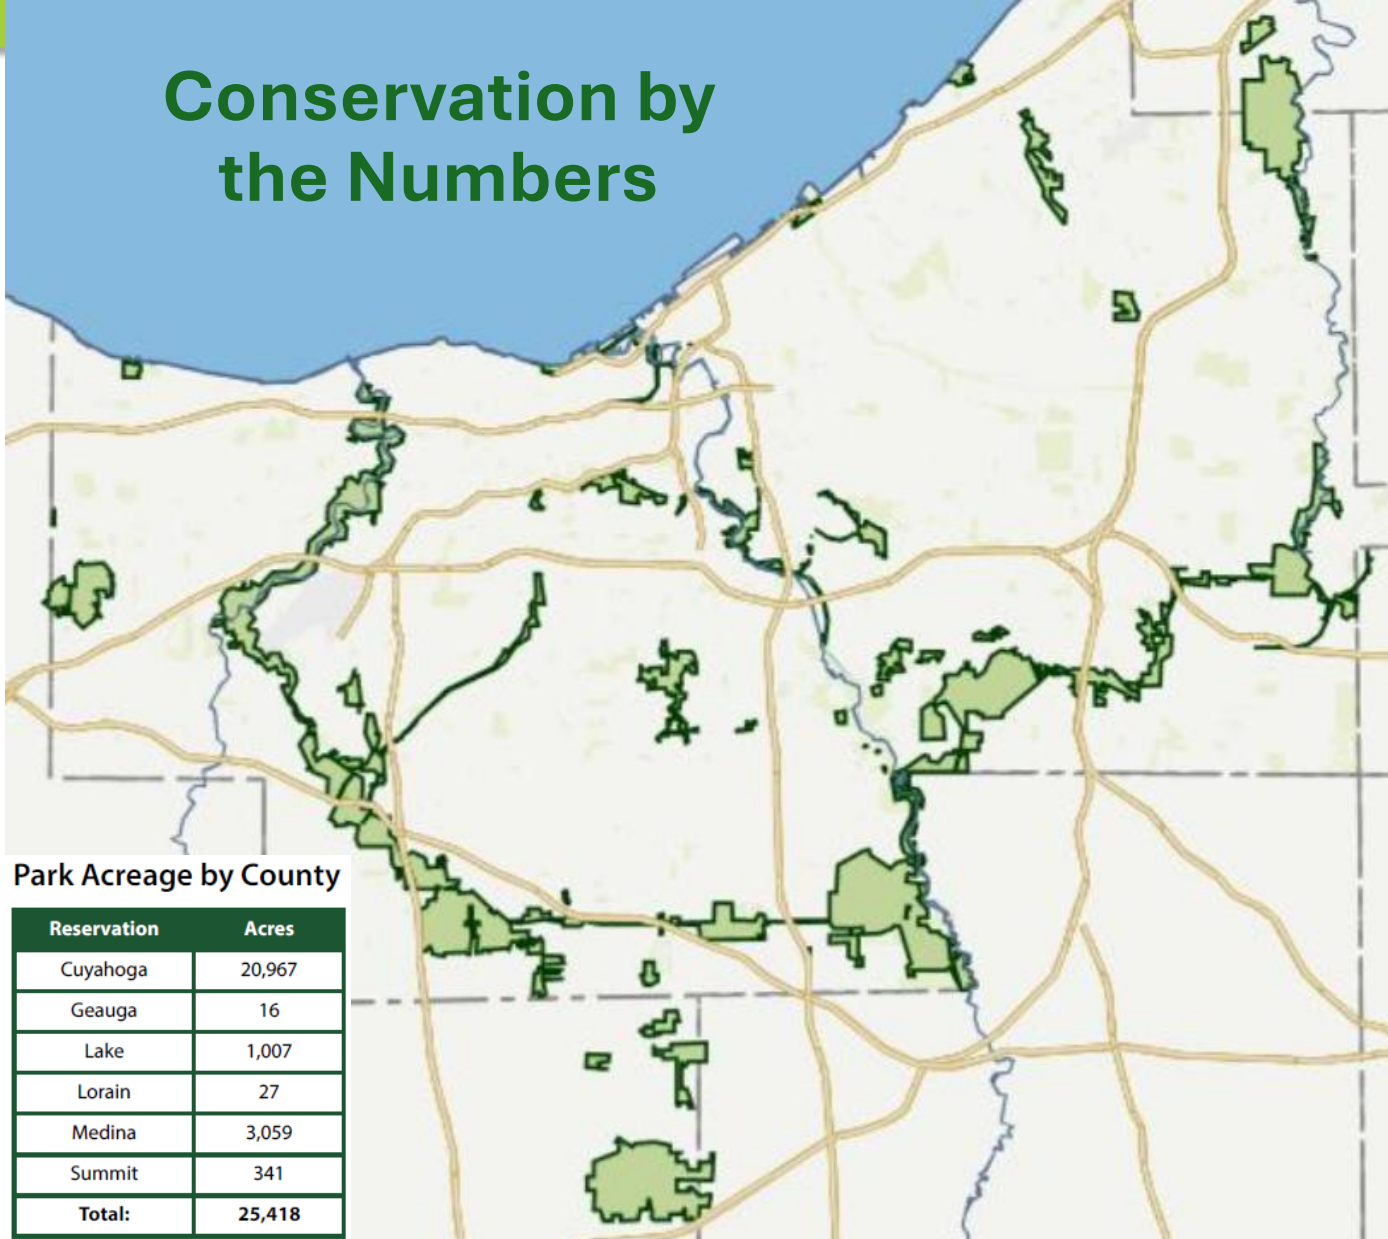 Conservation by
the Numbers
Park Acreage by County
Reservation Acres
Cuyahoga 20,967
Geauga 16
Lake 1,007
Lorain 27
Medina 3,059
Summit 341
Total: 25,418